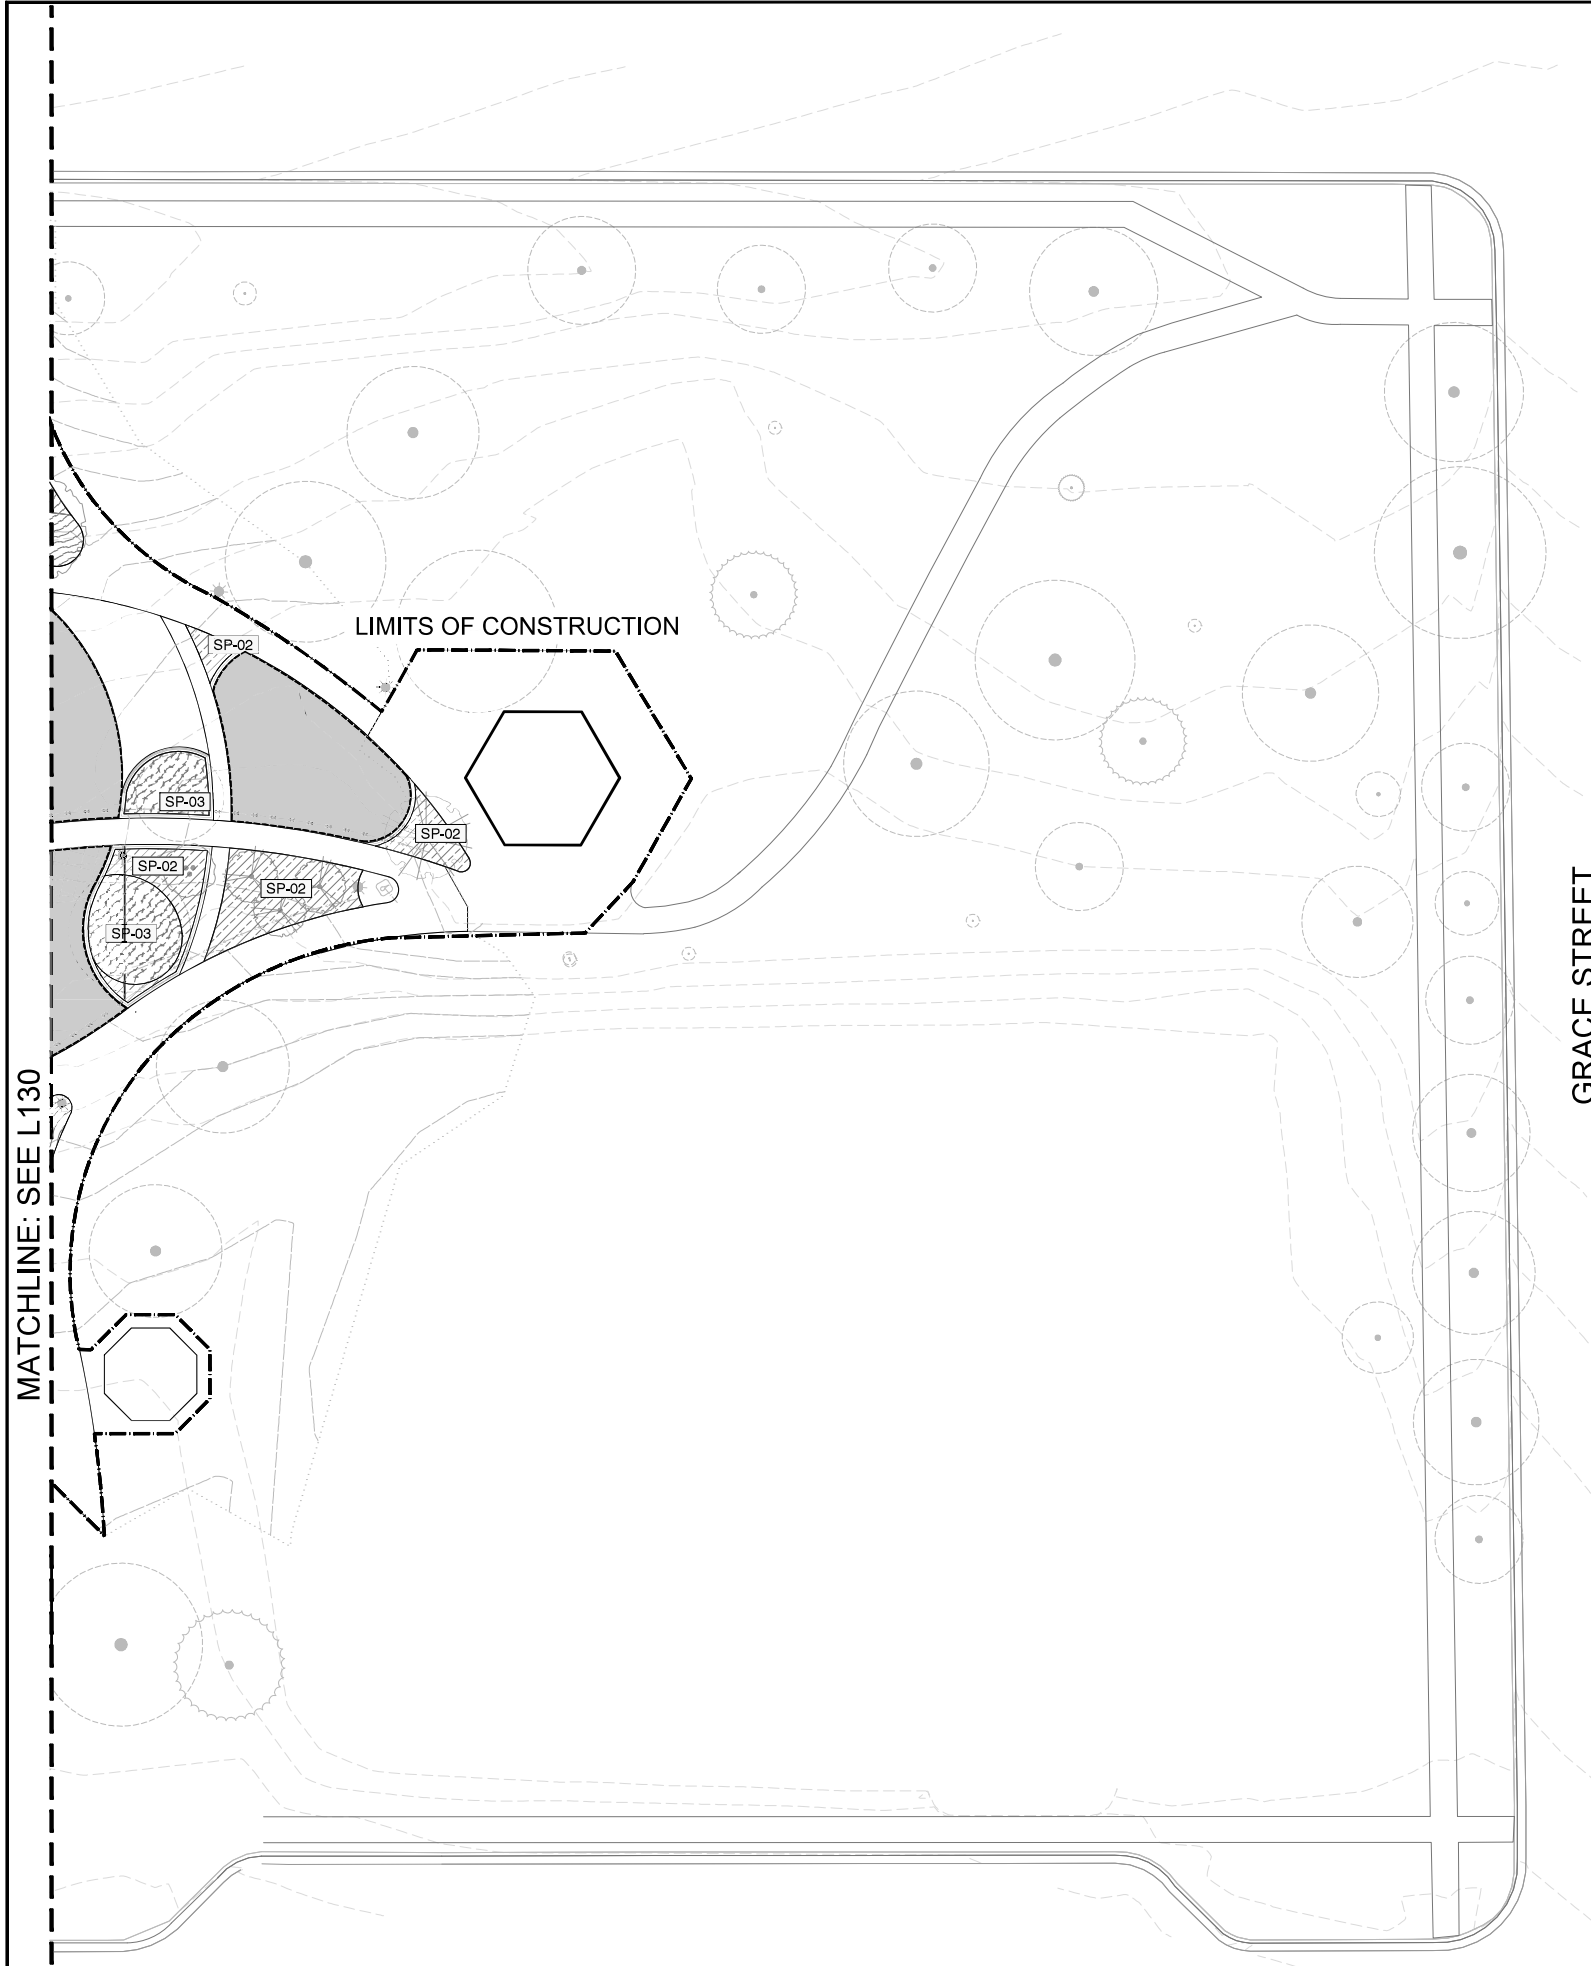 LIMITS OF CONSTRUCTION
SP-02
SP-03
SP-02
SP-02
SP-02
SP-03
MATCHLINE: SEE L130
GRACE STREET